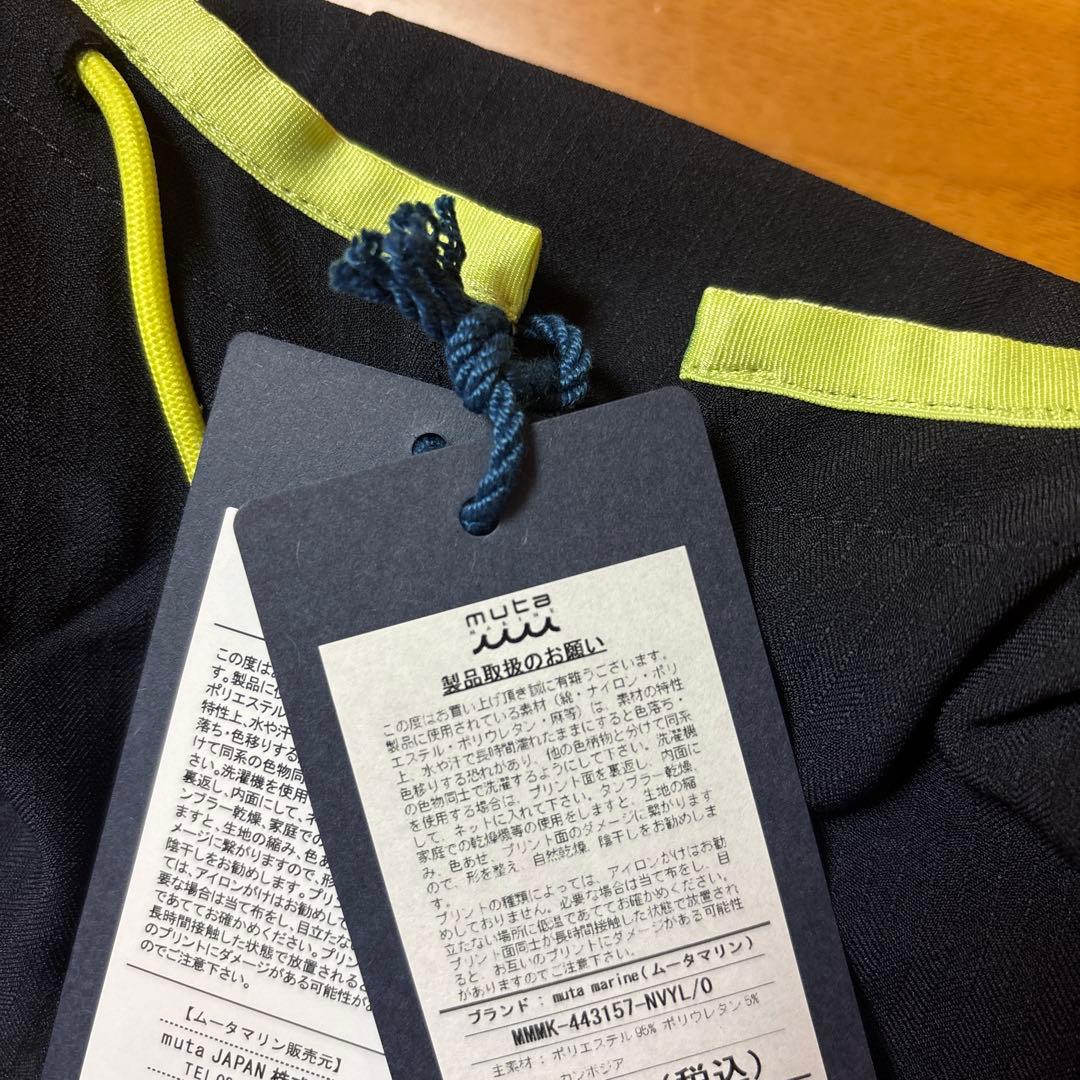 muta
MARINE
製品取扱のお願い
この度はお買い上げ頂き誠に有難うございます。
製品に使用されている素材（綿・ナイロン・ポリ
エステル・ポリウレタン・麻等）は、素材の特性
上、水や汗で長時間濡れたままにすると色落ち・
色移りする恐れがあり、他の色柄物と分けて同系
の色物同士で洗濯するようにして下さい。洗濯機
を使用する場合は、プリント面を裏返し、内面に
して、ネットに入れて下さい。タンブラー乾燥
家庭での乾燥機等の使用をしますと、生地の縮
み、色あせ、プリント面のダメージに繋がります
ので、形を整え、自然乾燥、陰干しをお勧めしま
す。
プリントの種類によっては、アイロンがけはお勧
めしておりません。必要な場合は当て布をし、目
立たない場所に低温であててお確かめください。
プリント面同士が長時間接触した状態で放置され
ると、お互いのプリントにダメージがある可能性
がありますのでご注意下さい。
ブランド：muta marine(ムータマリン)
MMMK-443157-NVYL/O
主素材：ポリエステル 95% ポリウレタン 5%
カンボジア
(税込)
この度は
す。製品に
ポリエステル
特性上、水や汗
落ち・色移りする
けて同系の色物同
さい。洗濯機を使用
裏返し、内面にして、ネ
ンブラー乾燥、家庭での
ますと、生地の縮み、色あ
メージに繋がりますので、形
陰干しをお勧めします。プリ
ては、アイロンがけはお勧めして
要な場合は当て布をし、目立たな
であててお確かめください。プリン
長時間接触した状態で放置されると
のプリントにダメージがある可能性があ
のでご注意下さい。
【ムータマリン販売元】
muta JAPAN 株式
TEL